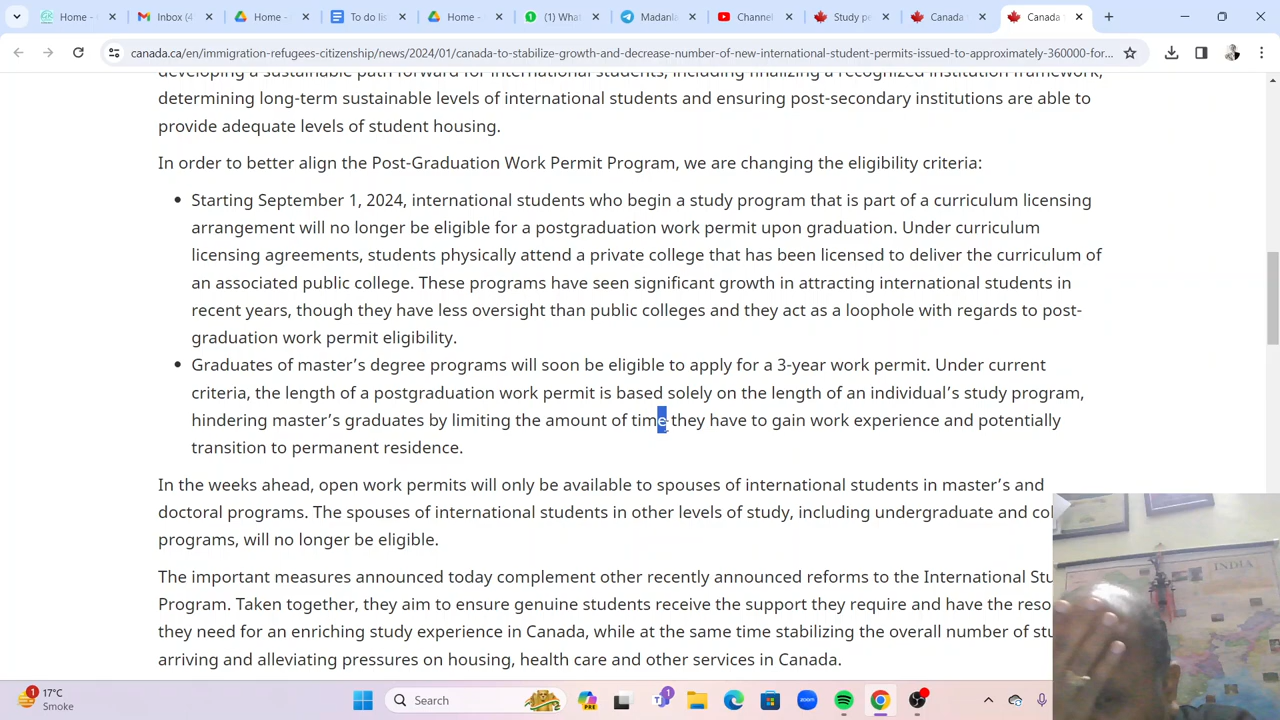 Home -
Inbox (4
Home -
To do li
Home -
(1) What
Madanla
Channel
Study pe
Canada
Canada
canada.ca/en/immigration-refugees-citizenship/news/2024/01/canada-to-stabilize-growth-and-decrease-number-of-new-international-student-permits-issued-to-approximately-360000-for...
developing a sustainable path forward for international students, including finalizing a recognized institution framework,
determining long-term sustainable levels of international students and ensuring post-secondary institutions are able to
provide adequate levels of student housing.
In order to better align the Post-Graduation Work Permit Program, we are changing the eligibility criteria:
• Starting September 1, 2024, international students who begin a study program that is part of a curriculum licensing
arrangement will no longer be eligible for a postgraduation work permit upon graduation. Under curriculum
licensing agreements, students physically attend a private college that has been licensed to deliver the curriculum of
an associated public college. These programs have seen significant growth in attracting international students in
recent years, though they have less oversight than public colleges and they act as a loophole with regards to post-
graduation work permit eligibility.
• Graduates of master’s degree programs will soon be eligible to apply for a 3-year work permit. Under current
criteria, the length of a postgraduation work permit is based solely on the length of an individual’s study program,
hindering master’s graduates by limiting the amount of time they have to gain work experience and potentially
transition to permanent residence.
In the weeks ahead, open work permits will only be available to spouses of international students in master’s and
doctoral programs. The spouses of international students in other levels of study, including undergraduate and col
programs, will no longer be eligible.
The important measures announced today complement other recently announced reforms to the International Stu
Program. Taken together, they aim to ensure genuine students receive the support they require and have the reso
they need for an enriching study experience in Canada, while at the same time stabilizing the overall number of stu
arriving and alleviating pressures on housing, health care and other services in Canada.
INDIA
1
17°C
Smoke
Search
PRE
1
zoom